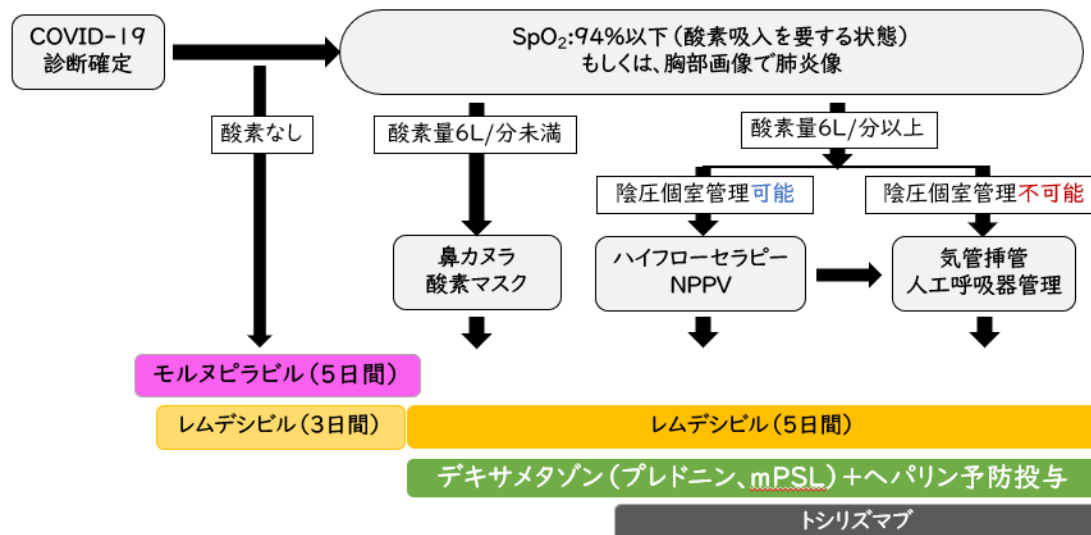 COVID-19
診断確定
SpO₂:94%以下(酸素吸入を要する状態)
もしくは、胸部画像で肺炎像
酸素なし
酸素量6L/分未満
酸素量6L/分以上
陰圧個室管理可能
陰圧個室管理不可能
鼻カヌラ
酸素マスク
ハイフローセラピー
NPPV
気管挿管
人工呼吸器管理
モルヌピラビル(5日間)
レムデシビル(3日間)
レムデシビル(5日間)
デキサメタゾン(プレドニン、mPSL)+ヘパリン予防投与
トシリズマブ